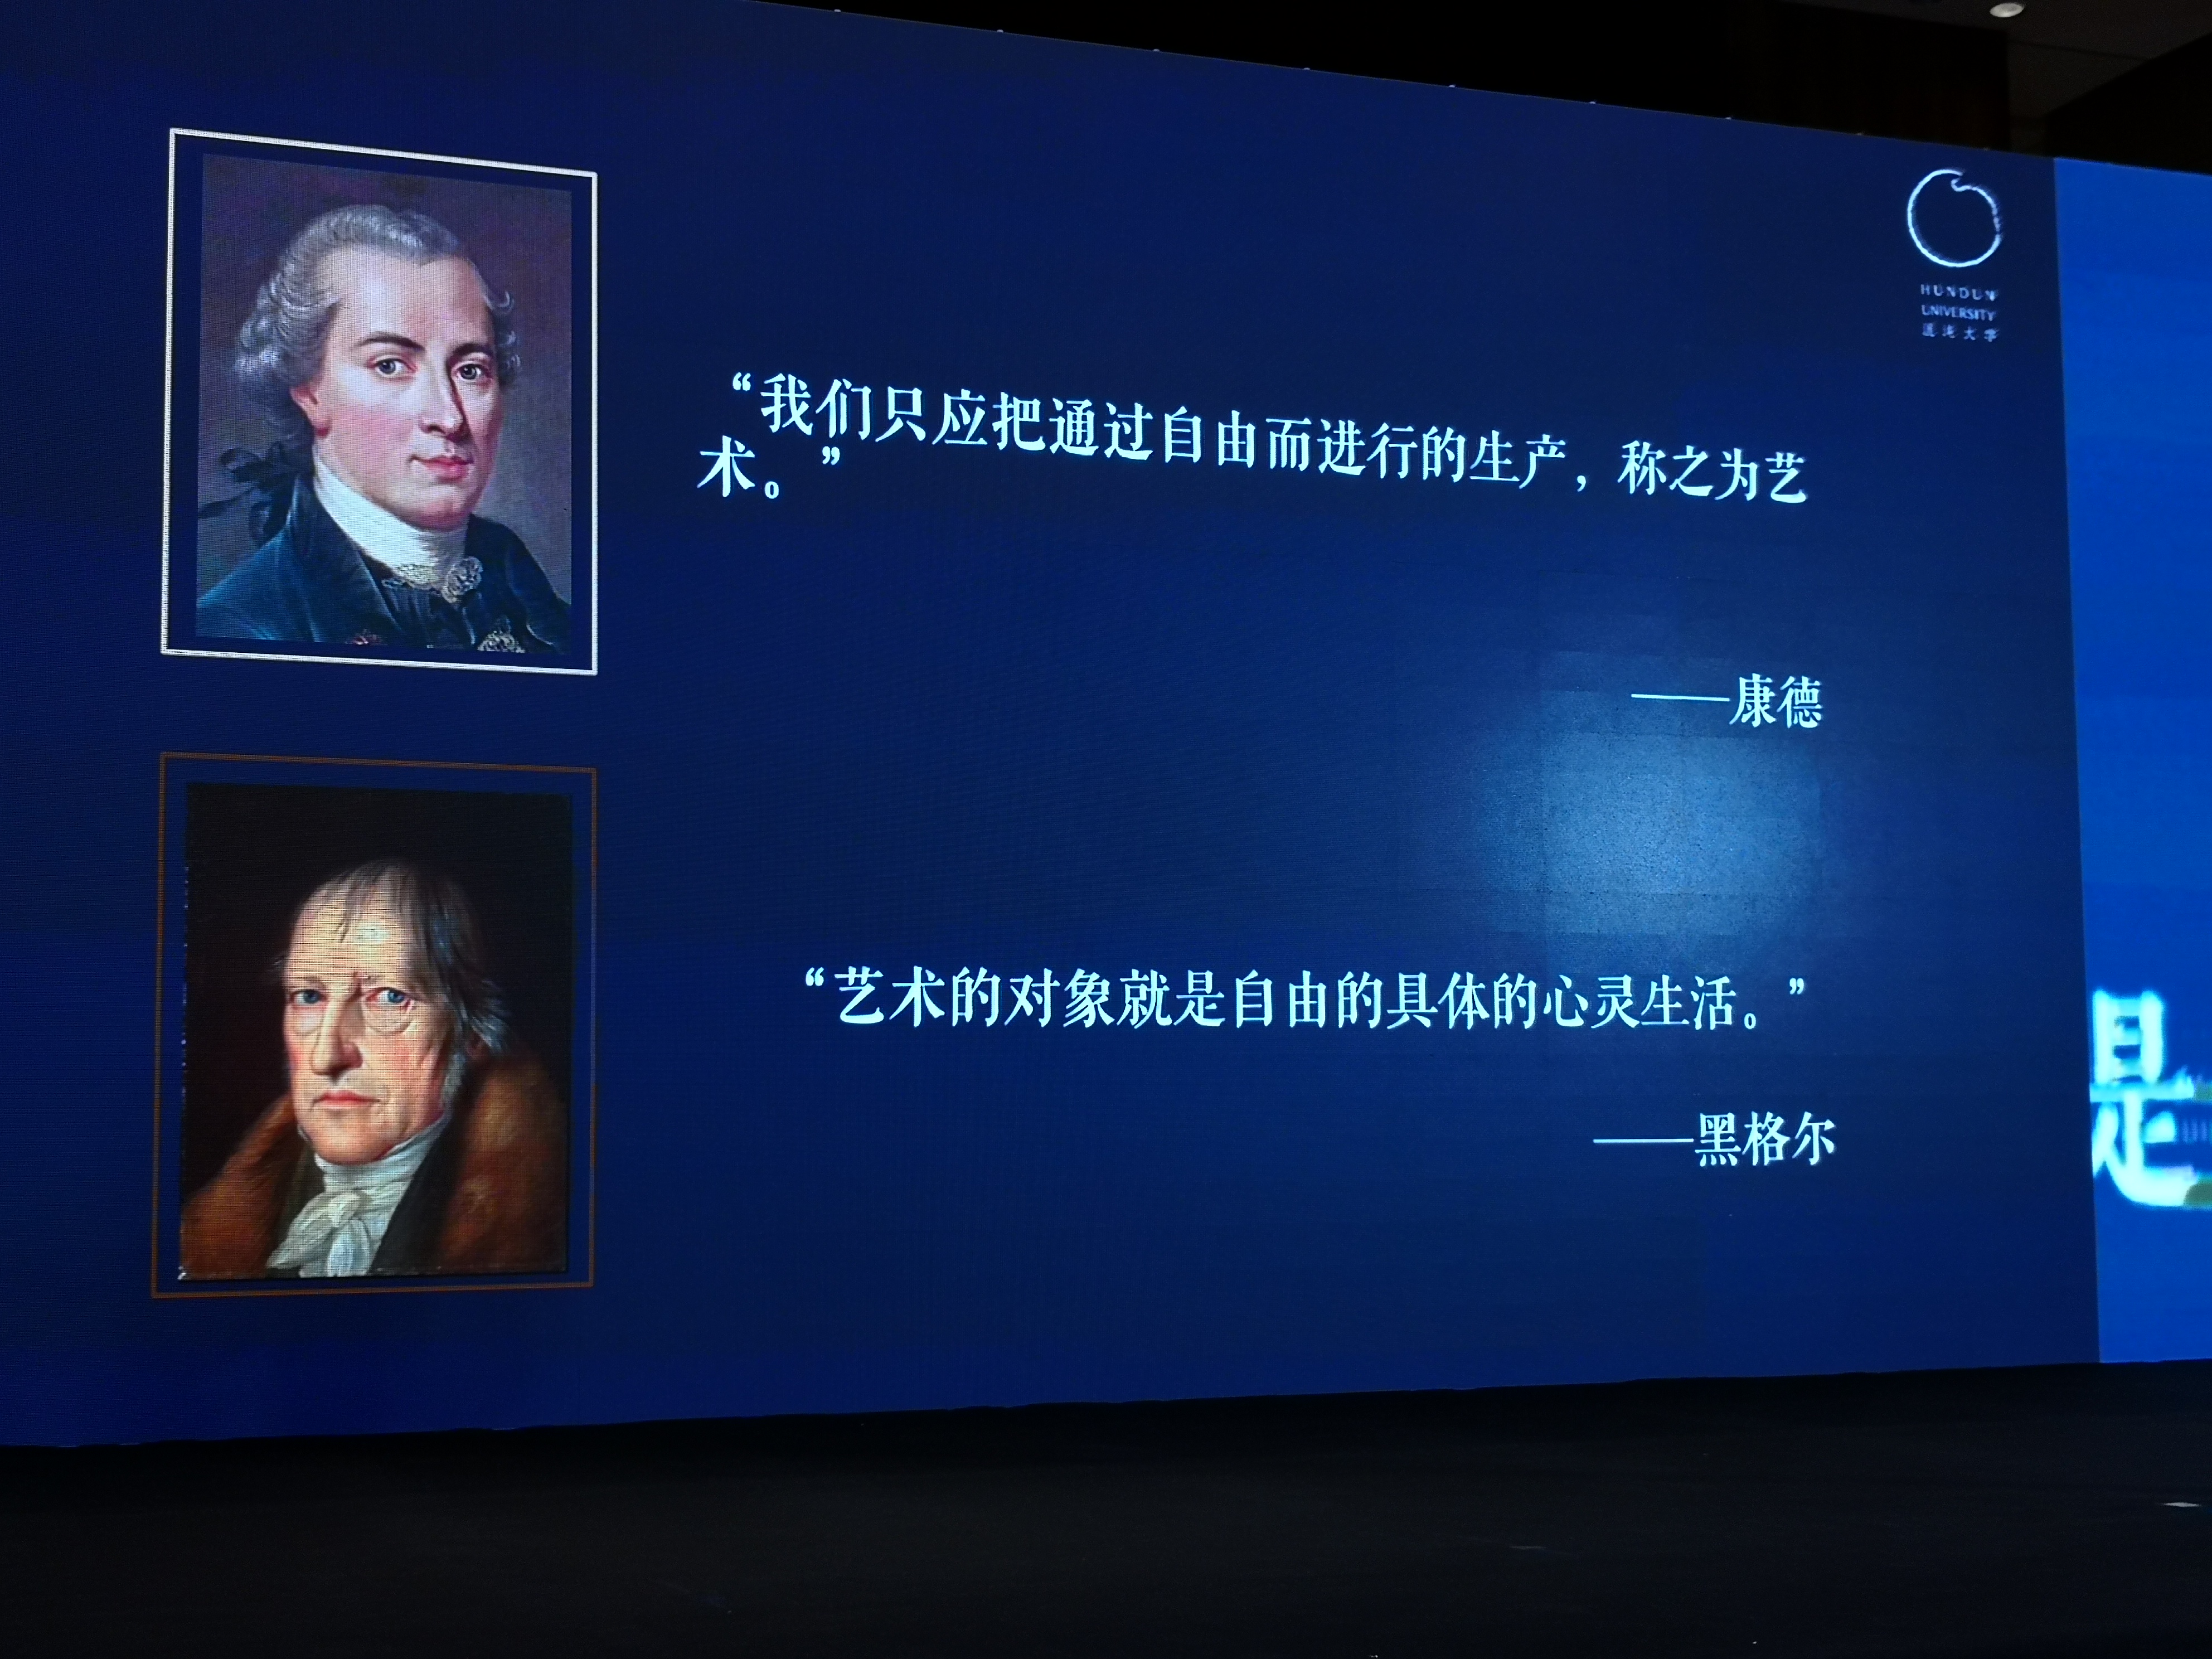 HUNDUN
UNIVERSITY
混沌大学
“我们只应把通过自由而进行的生产，称之为艺
术。”
——康德
“艺术的对象就是自由的具体的心灵生活。”
——黑格尔
是